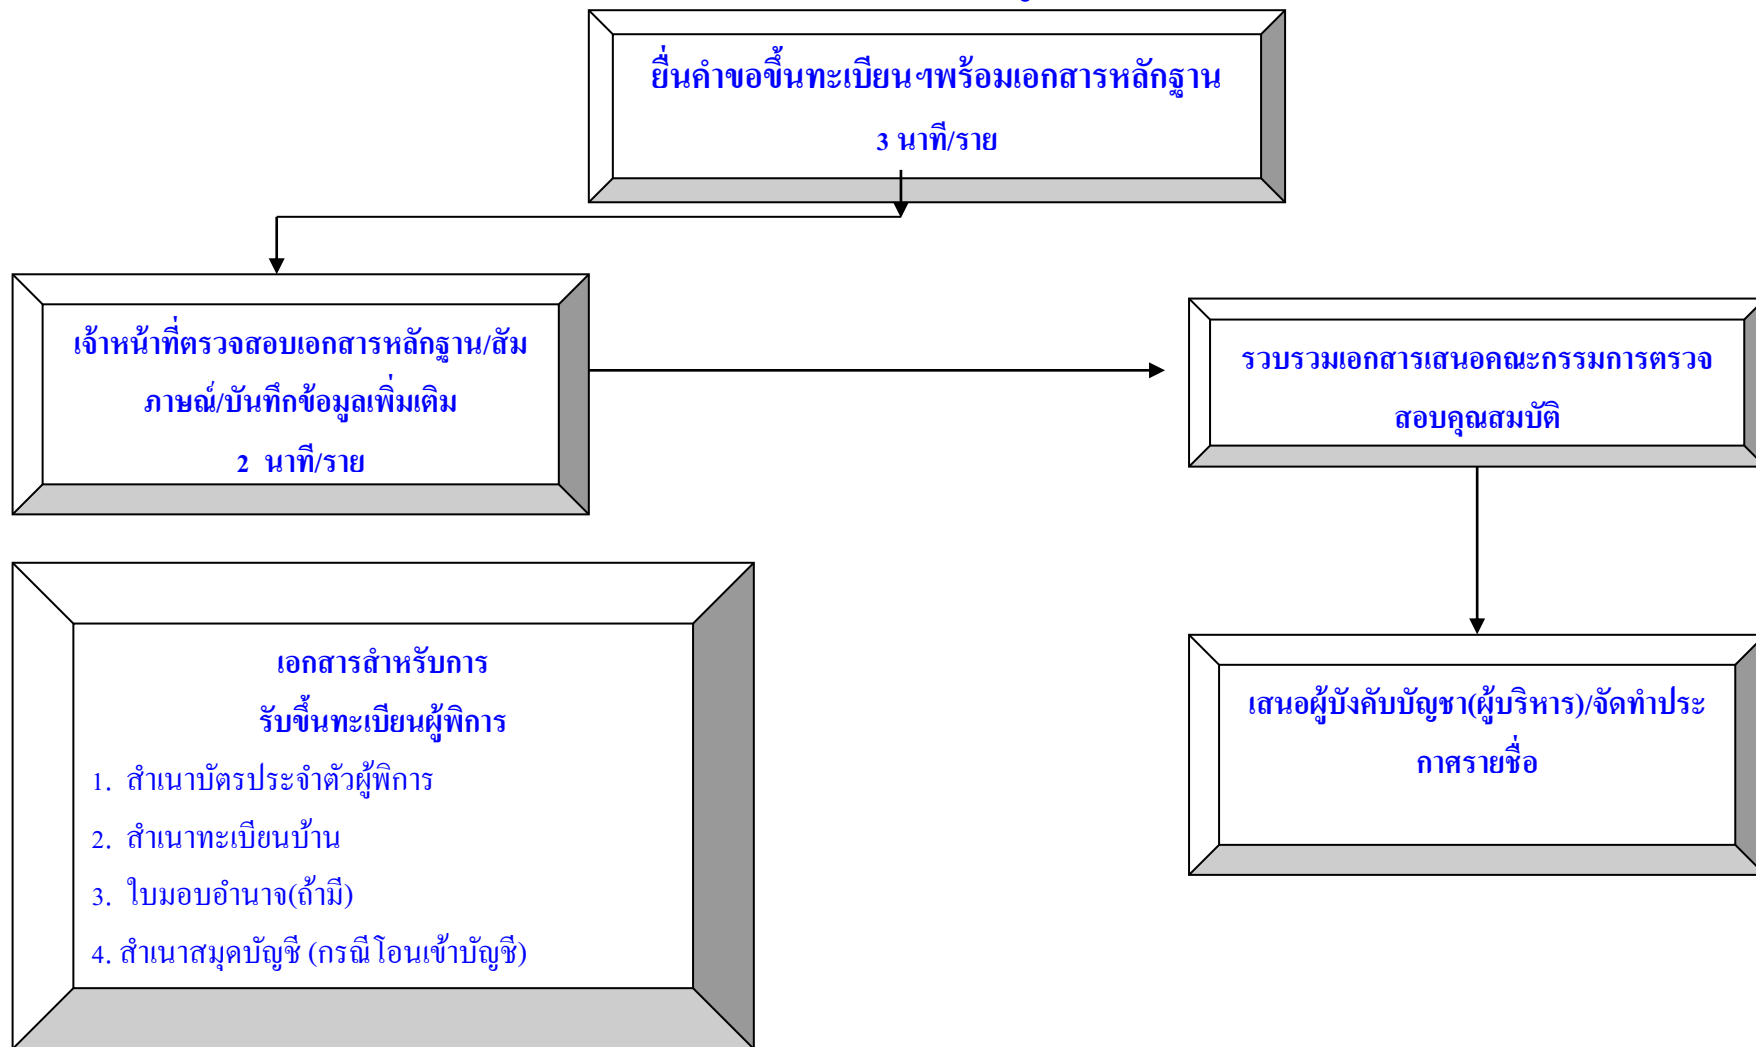 ยื่นคำขอขึ้นทะเบียนฯพร้อมเอกสารหลักฐาน
3 นาที/ราย
เจ้าหน้าที่ตรวจสอบเอกสารหลักฐาน/สัม
ภาษณ์/บันทึกข้อมูลเพิ่มเติม
2 นาที/ราย
รวบรวมเอกสารเสนอคณะกรรมการตรวจ
สอบคุณสมบัติ
เสนอผู้บังคับบัญชา(ผู้บริหาร)/จัดทำประ
กาศรายชื่อ
เอกสารสำหรับการ
รับขึ้นทะเบียนผู้พิการ
1. สำเนาบัตรประจำตัวผู้พิการ
2. สำเนาทะเบียนบ้าน
3. ใบมอบอำนาจ(ถ้ามี)
4. สำเนาสมุดบัญชี (กรณีโอนเข้าบัญชี)